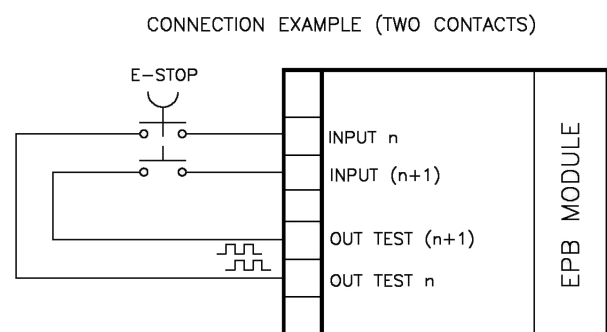 CONNECTION EXAMPLE (TWO CONTACTS)
E-STOP
INPUT n
INPUT (n+1)
OUT TEST (n+1)
OUT TEST n
EPB MODULE